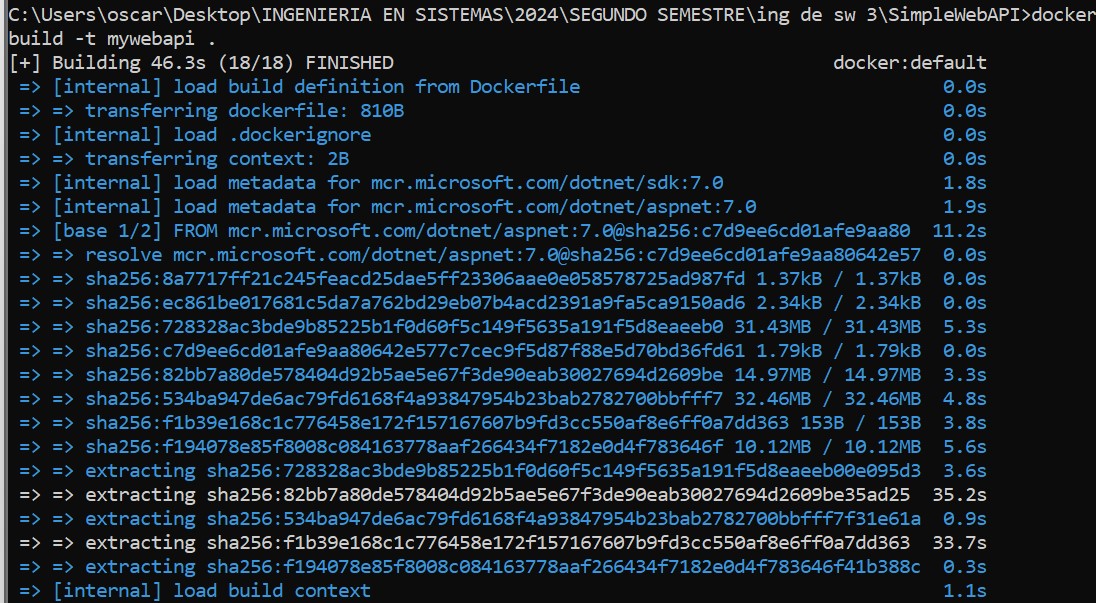 C:\Users\oscar\Desktop\INGENIERIA EN SISTEMAS\2024\SEGUNDO SEMESTRE\ing de sw 3\SimpleWebAPI>docker
build -t mywebapi .
[+] Building 46.3s (18/18) FINISHED docker:default
=> [internal] load build definition from Dockerfile 0.0s
=> => transferring dockerfile: 810B 0.0s
=> [internal] load .dockerignore 0.0s
=> => transferring context: 2B 0.0s
=> [internal] load metadata for mcr.microsoft.com/dotnet/sdk:7.0 1.8s
=> [internal] load metadata for mcr.microsoft.com/dotnet/aspnet:7.0 1.9s
=> [base 1/2] FROM mcr.microsoft.com/dotnet/aspnet:7.0@sha256:c7d9ee6cd01afe9aa80 11.2s
=> => resolve mcr.microsoft.com/dotnet/aspnet:7.0@sha256:c7d9ee6cd01afe9aa80642e57 0.0s
=> => sha256:8a7717ff21c245feacd25dae5ff23306aae0e058578725ad987fd 1.37kB / 1.37kB 0.0s
=> => sha256:ec861be017681c5da7a762bd29eb07b4acd2391a9fa5ca9150ad6 2.34kB / 2.34kB 0.0s
=> => sha256:728328ac3bde9b85225b1f0d60f5c149f5635a191f5d8eaeeb0 31.43MB / 31.43MB 5.3s
=> => sha256:c7d9ee6cd01afe9aa80642e577c7cec9f5d87f88e5d70bd36fd61 1.79kB / 1.79kB 0.0s
=> => sha256:82bb7a80de578404d92b5ae5e67f3de90eab30027694d2609be 14.97MB / 14.97MB 3.3s
=> => sha256:534ba947de6ac79fd6168f4a93847954b23bab2782700bbfff7 32.46MB / 32.46MB 4.8s
=> => sha256:f1b39e168c1c776458e172f157167607b9fd3cc550af8e6ff0a7dd363 153B / 153B 3.8s
=> => sha256:f194078e85f8008c084163778aaf266434f7182e0d4f783646f 10.12MB / 10.12MB 5.6s
=> => extracting sha256:728328ac3bde9b85225b1f0d60f5c149f5635a191f5d8eaeeb00e095d3 3.6s
=> => extracting sha256:82bb7a80de578404d92b5ae5e67f3de90eab30027694d2609be35ad25 35.2s
=> => extracting sha256:534ba947de6ac79fd6168f4a93847954b23bab2782700bbfff7f31e61a 0.9s
=> => extracting sha256:f1b39e168c1c776458e172f157167607b9fd3cc550af8e6ff0a7dd363 33.7s
=> => extracting sha256:f194078e85f8008c084163778aaf266434f7182e0d4f783646f41b388c 0.3s
=> [internal] load build context 1.1s